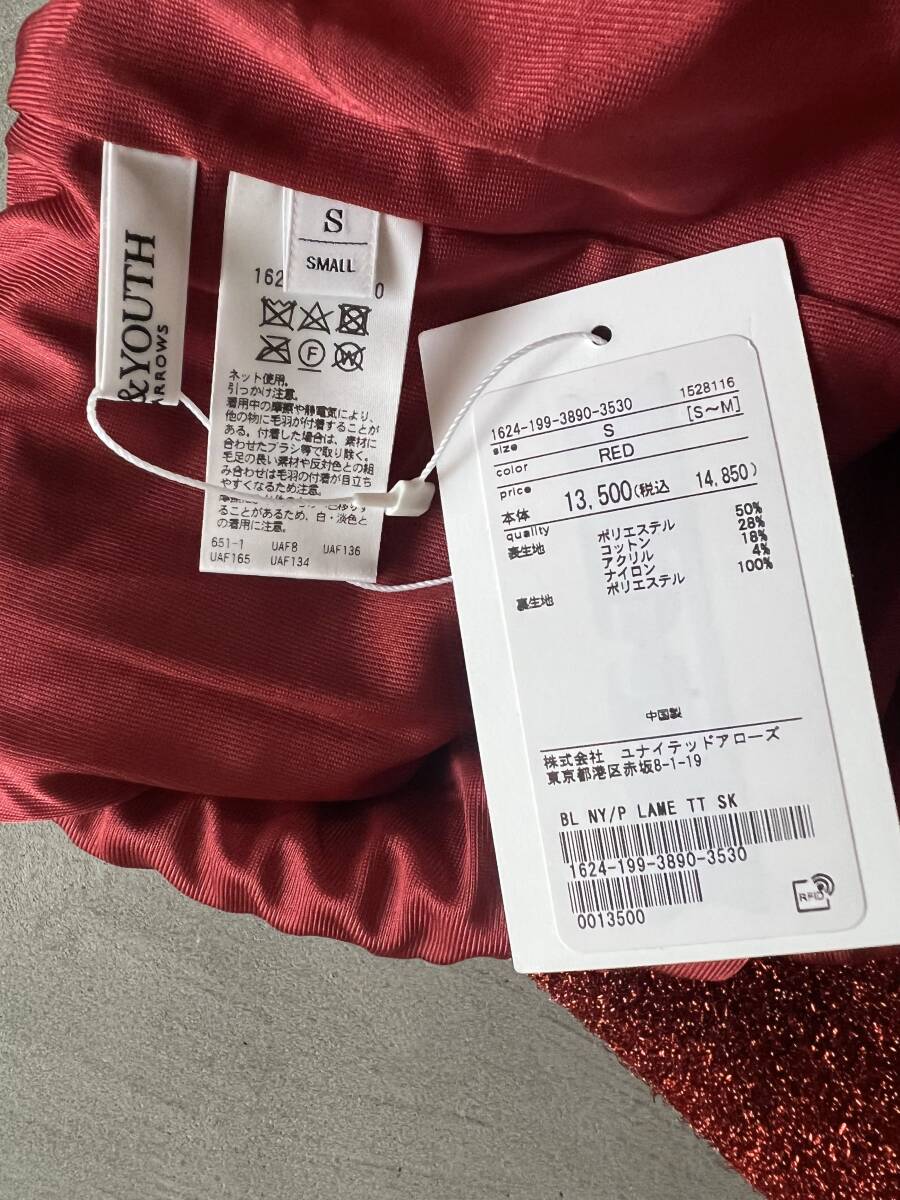 &YOUTH
ARROWS
S
SMALL
162
0
F
W
ネット使用。
引っかけ注意。
着用中の摩擦や静電気により、
他の物に毛羽が付着することが
ある。付着した場合は、素材に
合わせたブラシ等で取り除く。
毛足の長い素材や反対色との組
み合わせは毛羽の付着が目立ち
やすくなるため注意。
ることがあるため、白・淡色と
の着用に注意。
651-1 UAF8 UAF136
UAF165 UAF134
1624-199-3890-3530 1528116
size S [S~M]
color RED
price
本体 13,500(税込 14,850)
quality
表生地 ポリエステル 50%
コットン 28%
アクリル 18%
ナイロン 4%
裏生地 ポリエステル 100%
中国製
株式会社 ユナイテッドアローズ
東京都港区赤坂8-1-19
BL NY/P LAME TT SK
1624-199-3890-3530
0013500
RFID